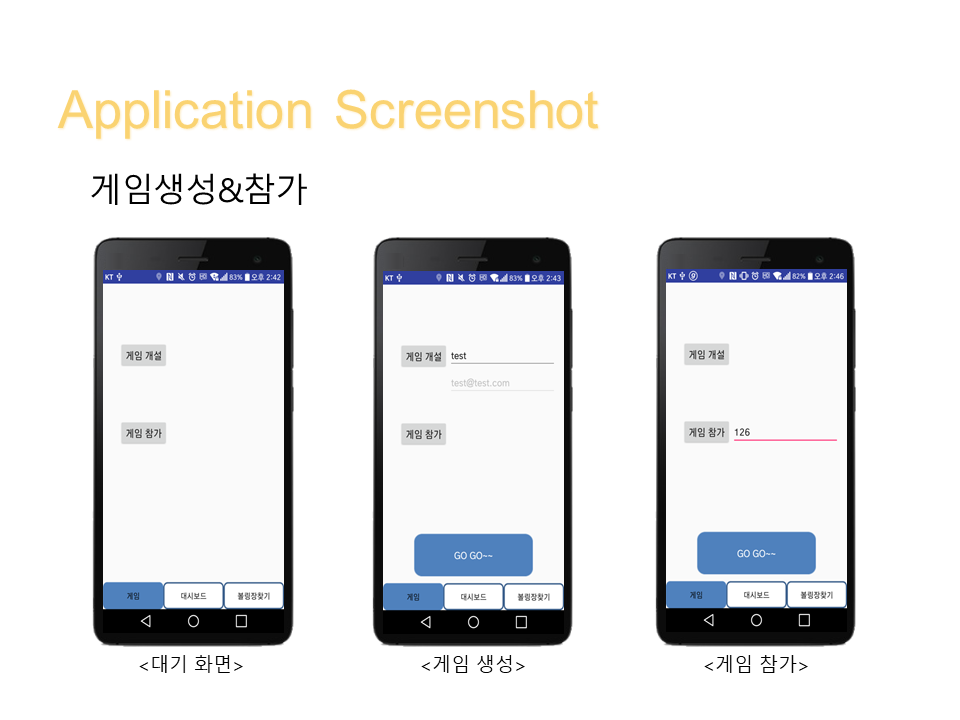 Application Screenshot
게임생성&참가
KT 83% 오후 2:42
게임 개설
게임 참가
게임 대시보드 볼링장찾기
<대기 화면>
KT 83% 오후 2:43
게임 개설 test
test@test.com
게임 참가
GO GO~~
게임 대시보드 볼링장찾기
<게임 생성>
KT 82% 오후 2:46
게임 개설
게임 참가 126
GO GO~~
게임 대시보드 볼링장찾기
<게임 참가>